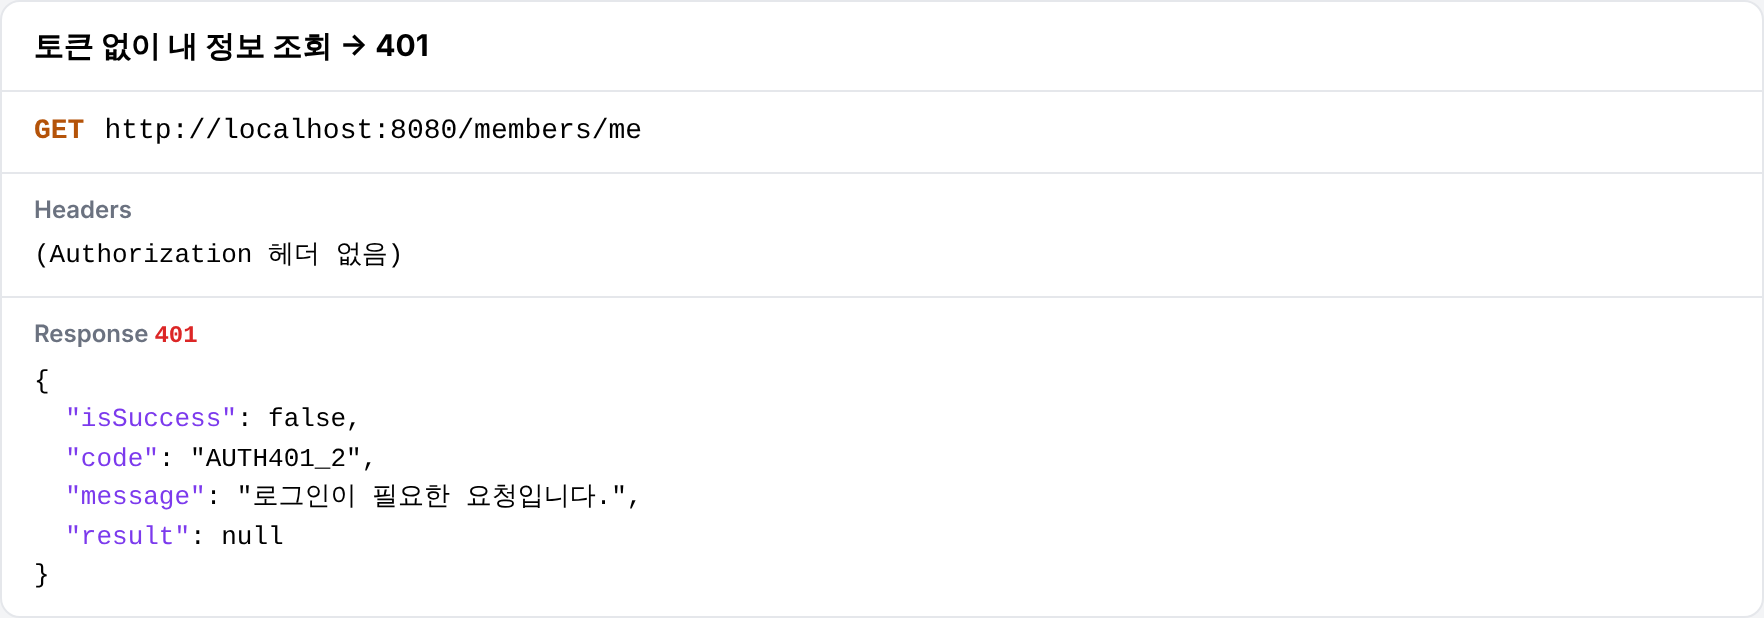 토큰 없이 내 정보 조회 → 401
GET http://localhost:8080/members/me
Headers
(Authorization 헤더 없음)
Response 401
{
  "isSuccess": false,
  "code": "AUTH401_2",
  "message": "로그인이 필요한 요청입니다.",
  "result": null
}